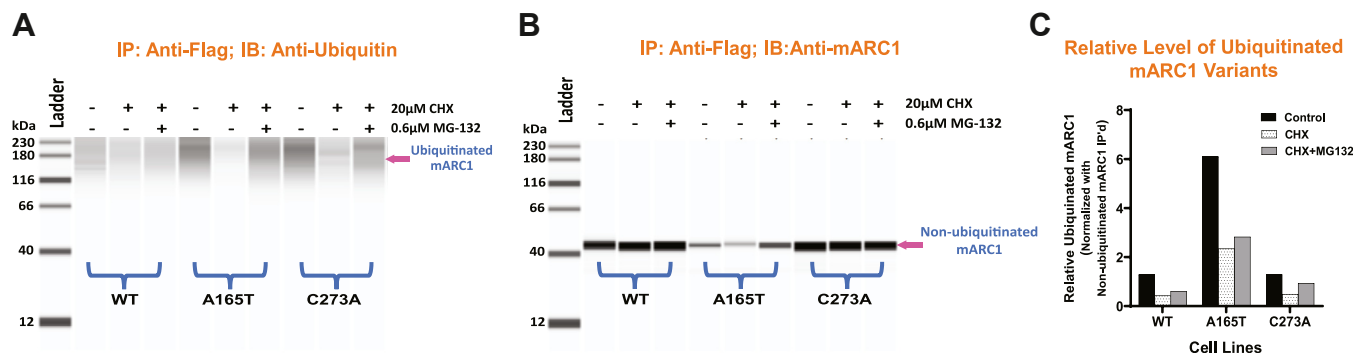 A
IP: Anti-Flag; IB: Anti-Ubiquitin
Ladder
- + + - + + - + + 20μM CHX
- - + - - + - - + 0.6μM MG-132
kDa
230
180
116
66
40
12
Ubiquitinated
mARC1
WT A165T C273A
B
IP: Anti-Flag; IB:Anti-mARC1
Ladder
- + + - + + - + + 20μM CHX
- - + - - + - - + 0.6μM MG-132
kDa
230
180
116
66
40
12
Non-ubiquitinated
mARC1
WT A165T C273A
C
Relative Level of Ubiquitinated
mARC1 Variants
Relative Ubiquinated mARC1
(Normalized with
Non-ubiquitinated mARC1 IP'd)
8
6
4
2
0
Control
CHX
CHX+MG132
WT A165T C273A
Cell Lines